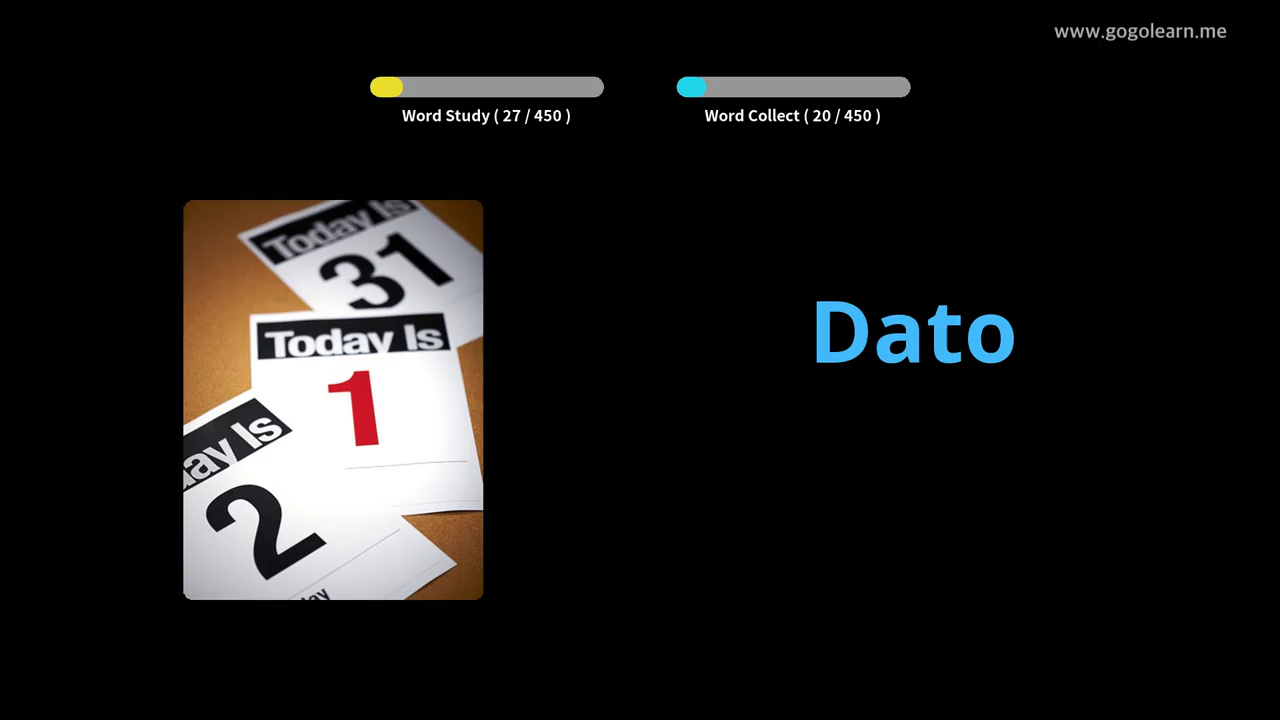 www.gogolearn.me
Word Study ( 27 / 450 )
Word Collect ( 20 / 450 )
Today Is
31
Today Is
1
ay Is
2
ay
Dato